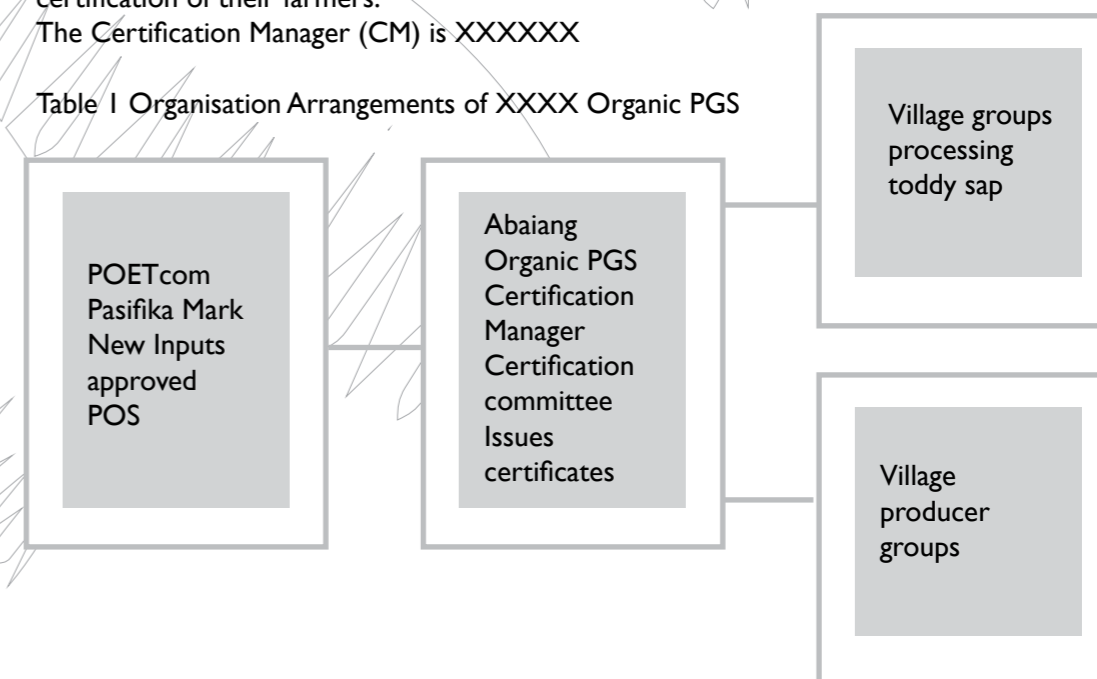 certification of their farmers.
The Certification Manager (CM) is XXXXXX
Table 1 Organisation Arrangements of XXXX Organic PGS
POETcom
Pasifika Mark
New Inputs
approved
POS
Abaiang
Organic PGS
Certification
Manager
Certification
committee
Issues
certificates
Village groups
processing
toddy sap
Village
producer
groups